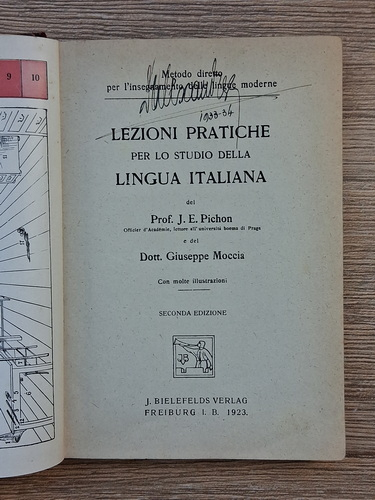 9 10
Metodo diretto
per l'insegnamento delle lingue moderne
1933-34
LEZIONI PRATICHE
PER LO STUDIO DELLA
LINGUA ITALIANA
del
Prof. J. E. Pichon
Officier d'Académie, lettore all'università boema di Praga
e del
Dott. Giuseppe Moccia
Con molte illustrazioni
SECONDA EDIZIONE
J. BIELEFELDS VERLAG
FREIBURG I. B. 1923.